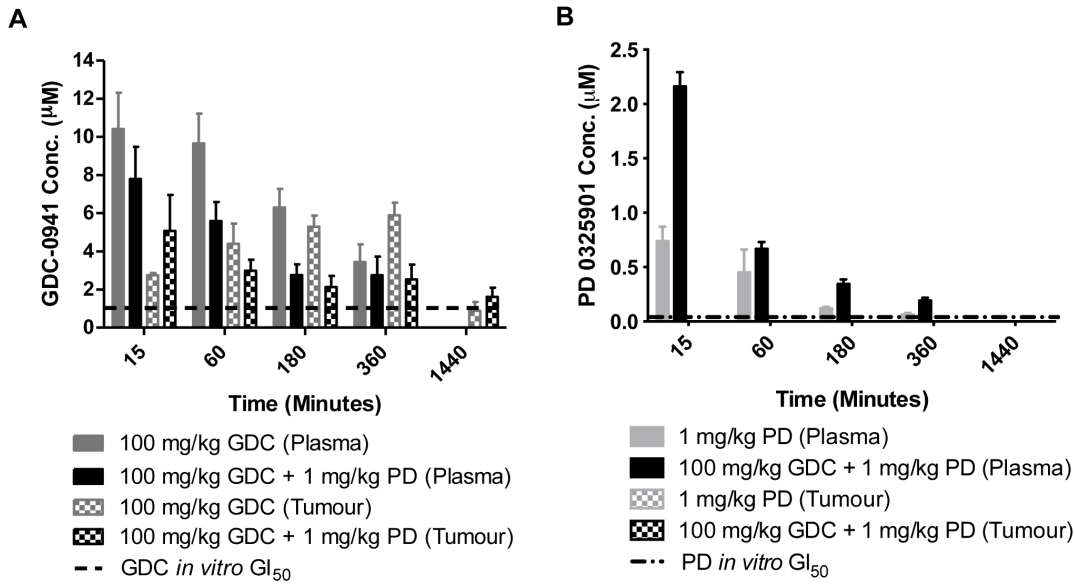 A
GDC-0941 Conc. (μM)
14
12
10
8
6
4
2
0
15
60
180
360
1440
Time (Minutes)
100 mg/kg GDC (Plasma)
100 mg/kg GDC + 1 mg/kg PD (Plasma)
100 mg/kg GDC (Tumour)
100 mg/kg GDC + 1 mg/kg PD (Tumour)
GDC in vitro GI50
B
PD 0325901 Conc. (μM)
2.5
2.0
1.5
1.0
0.5
0.0
15
60
180
360
1440
Time (Minutes)
1 mg/kg PD (Plasma)
100 mg/kg GDC + 1 mg/kg PD (Plasma)
1 mg/kg PD (Tumour)
100 mg/kg GDC + 1 mg/kg PD (Tumour)
PD in vitro GI50